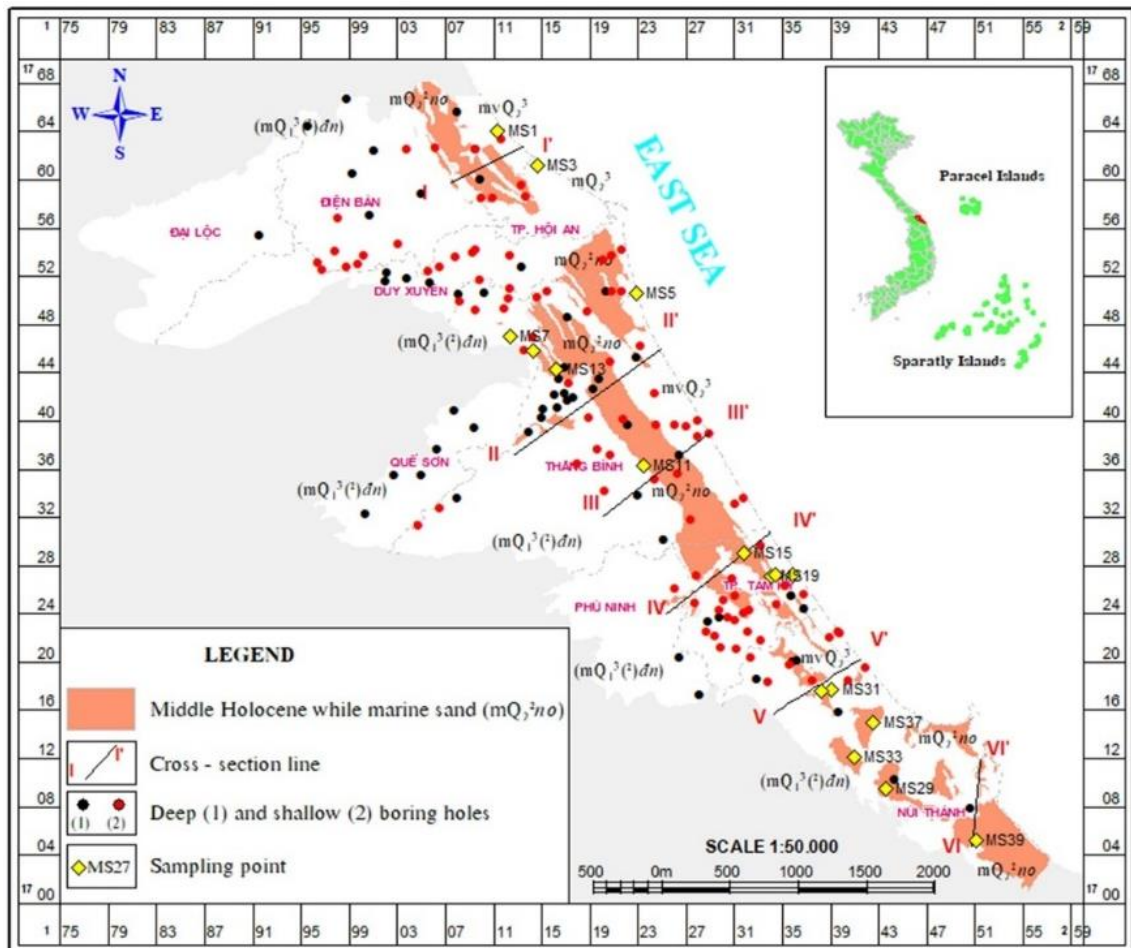 1 75 79 83 87 91 95 99 03 07 11 15 19 23 27 31 35 39 43 47 51 55 2 59
17 68
64
60
56
52
48
44
40
36
32
28
24
20
16
12
08
04
17 00
17 68
64
60
56
52
48
44
40
36
32
28
24
20
16
12
08
04
17 00
N
W E
S
mQ₂²no
mvQ₂³
(mQ₁³⁽²⁾đn)
MS1
I'
MS3
mQ₂³
I
ĐIỆN BÀN
ĐẠI LỘC
TP. HỘI AN
EAST SEA
mQ₂²no
DUY XUYÊN
MS5
II'
MS7
(mQ₁³⁽²⁾đn)
mQ₂²no
MS13
mvQ₂³
III'
II
QUẾ SƠN
THĂNG BÌNH
MS11
(mQ₁³⁽²⁾đn)
mQ₂²no
III
IV'
(mQ₁³⁽²⁾đn)
MS15
MS19
PHÚ NINH
IV
mvQ₂³
V'
(mQ₁³⁽²⁾đn)
MS31
V
MS37
mQ₂²no
VI'
MS33
(mQ₁³⁽²⁾đn)
MS29
NÚI THÀNH
VI
MS39
mQ₂²no
Paracel Islands
Sparatly Islands
LEGEND
Middle Holocene while marine sand (mQ₂²no)
I I' Cross - section line
(1) (2) Deep (1) and shallow (2) boring holes
MS27 Sampling point
SCALE 1:50.000
500 0m 500 1000 1500 2000
1 75 79 83 87 91 95 99 03 07 11 15 19 23 27 31 35 39 43 47 51 55 2 59